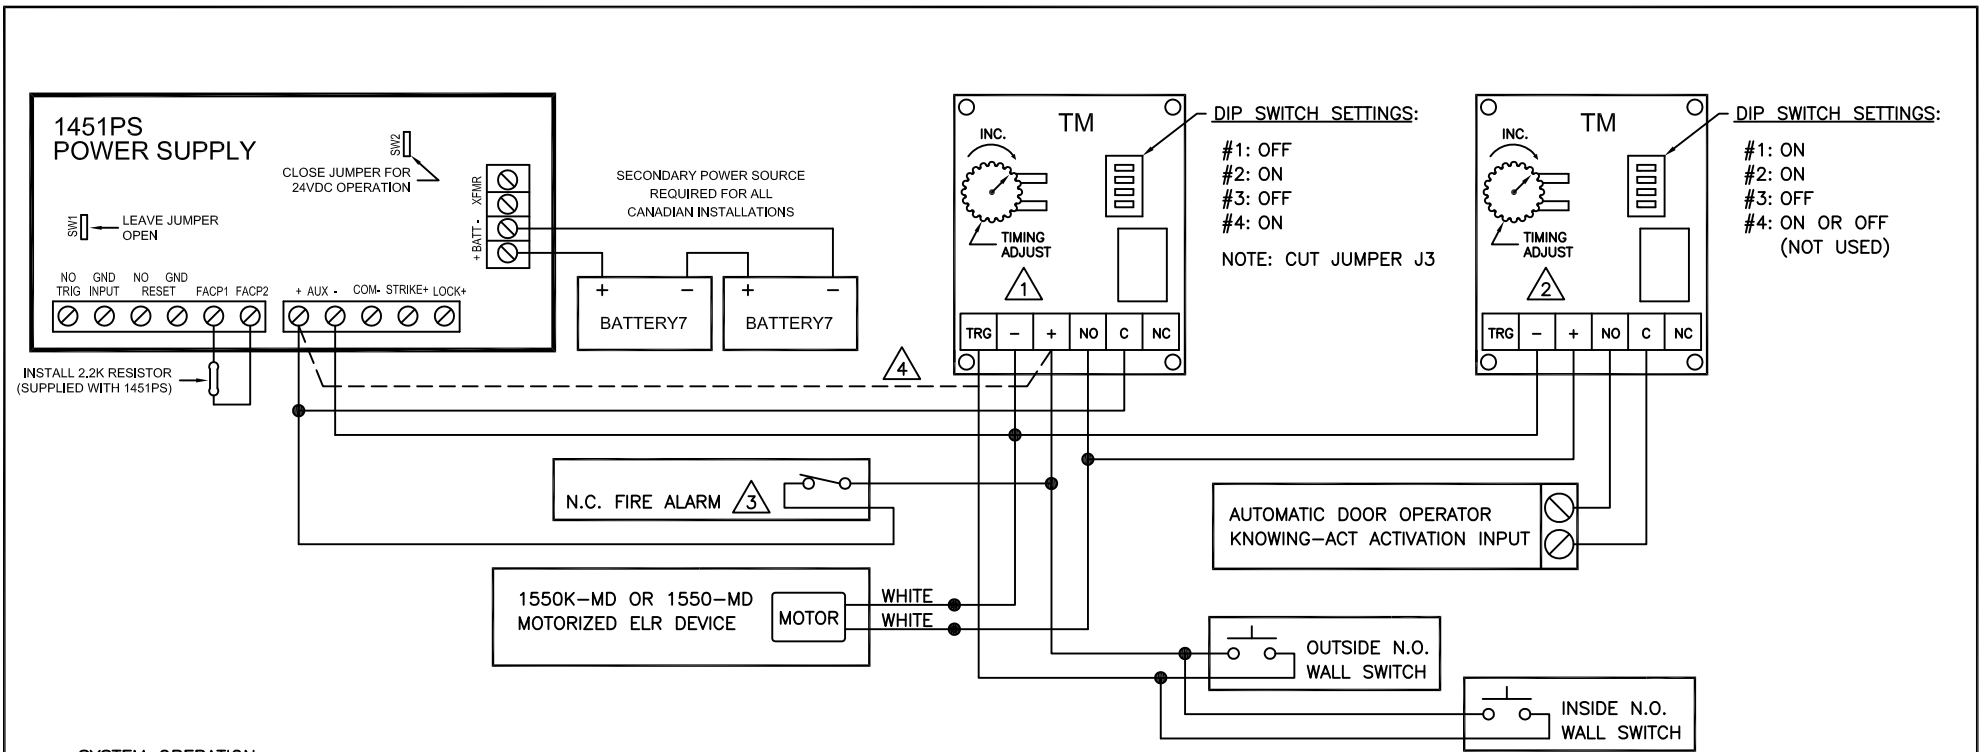 1451PS
POWER SUPPLY
SW2
CLOSE JUMPER FOR
24VDC OPERATION
SW1
LEAVE JUMPER
OPEN
XFMR
+ BATT -
NO
TRIG
GND
INPUT
NO GND
RESET
FACP1 FACP2
+ AUX -
COM- STRIKE+ LOCK+
INSTALL 2.2K RESISTOR
(SUPPLIED WITH 1451PS)
SECONDARY POWER SOURCE
REQUIRED FOR ALL
CANADIAN INSTALLATIONS
+ -
BATTERY7
+ -
BATTERY7
4
TM
INC.
TIMING
ADJUST
1
TRG - + NO C NC
DIP SWITCH SETTINGS:
#1: OFF
#2: ON
#3: OFF
#4: ON
NOTE: CUT JUMPER J3
TM
INC.
TIMING
ADJUST
2
TRG - + NO C NC
DIP SWITCH SETTINGS:
#1: ON
#2: ON
#3: OFF
#4: ON OR OFF
(NOT USED)
N.C. FIRE ALARM 3
AUTOMATIC DOOR OPERATOR
KNOWING-ACT ACTIVATION INPUT
1550K-MD OR 1550-MD
MOTORIZED ELR DEVICE
MOTOR
WHITE
WHITE
OUTSIDE N.O.
WALL SWITCH
INSIDE N.O.
WALL SWITCH
SYSTEM OPERATION